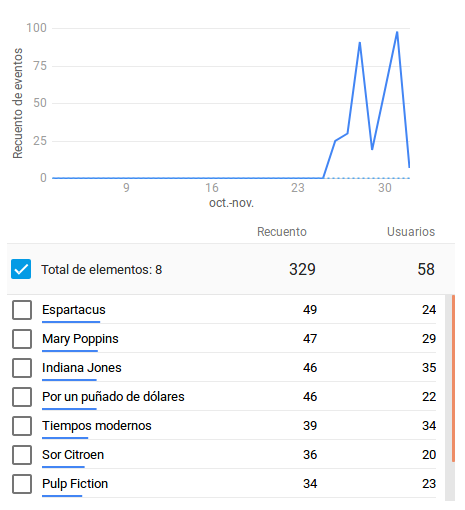 100
75
50
25
0
Recuento de eventos
9 16 23 30
oct.-nov.
Recuento Usuarios
Total de elementos: 8 329 58
Espartacus 49 24
Mary Poppins 47 29
Indiana Jones 46 35
Por un puñado de dólares 46 22
Tiempos modernos 39 34
Sor Citroen 36 20
Pulp Fiction 34 23